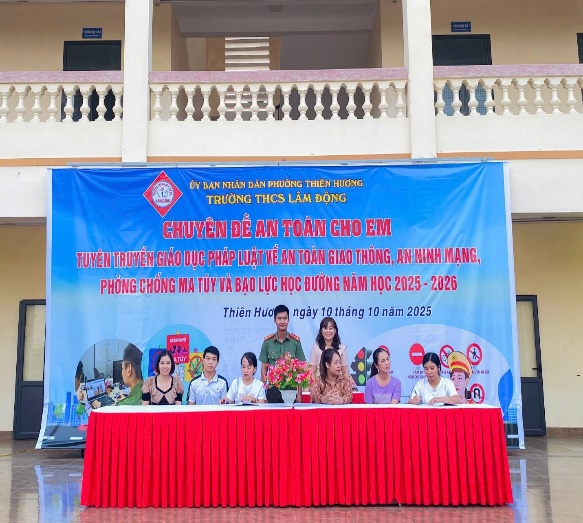 ỦY BAN NHÂN DÂN PHƯỜNG THIÊN HƯƠNG
TRƯỜNG THCS LÂM ĐỘNG
CHUYÊN ĐỀ AN TOÀN CHO EM
TUYÊN TRUYỀN GIÁO DỤC PHÁP LUẬT VỀ AN TOÀN GIAO THÔNG, AN NINH MẠNG,
PHÒNG CHỐNG MA TÚY VÀ BẠO LỰC HỌC ĐƯỜNG NĂM HỌC 2025 - 2026
Thiên Hương, ngày 10 tháng 10 năm 2025
MA TÚY